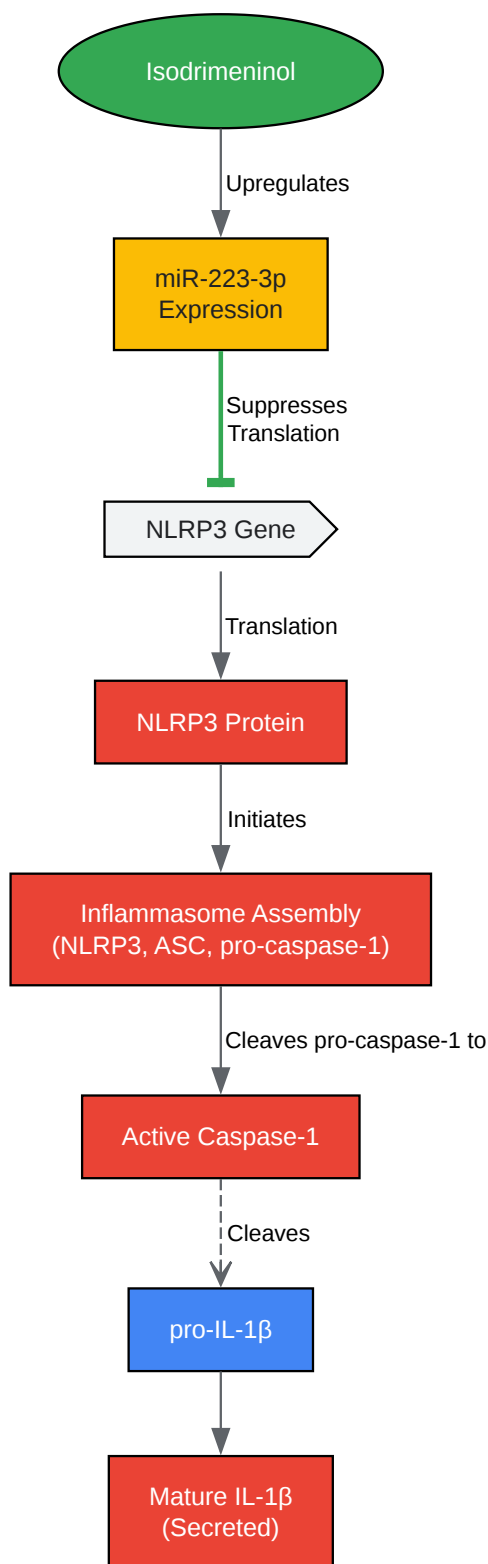 Isodrimeninol
Upregulates
miR-223-3p
Expression
Suppresses
Translation
NLRP3 Gene
Translation
NLRP3 Protein
Initiates
Inflammasome Assembly
(NLRP3, ASC, pro-caspase-1)
Cleaves pro-caspase-1 to
Active Caspase-1
Cleaves
pro-IL-1β
Mature IL-1β
(Secreted)